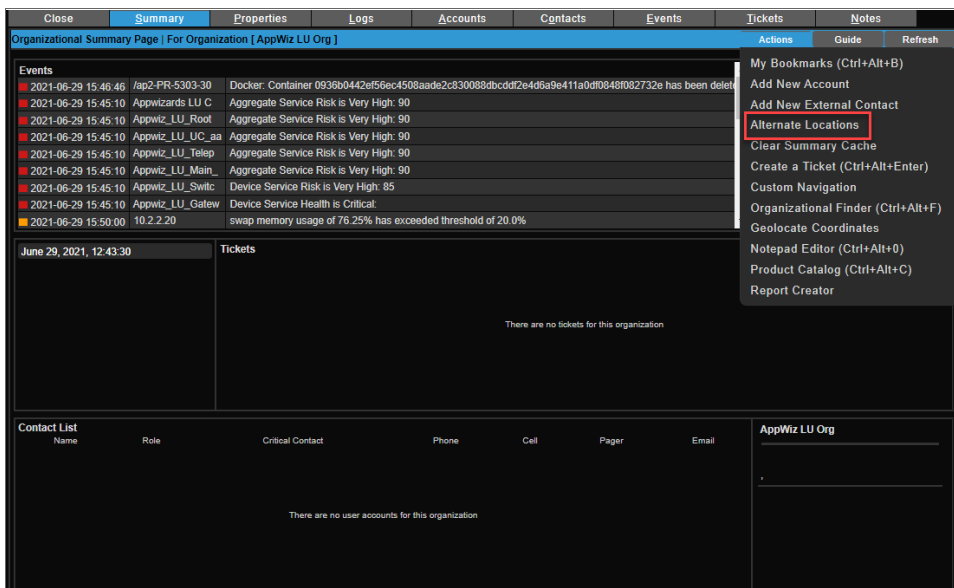 Close Summary Properties Logs Accounts Contacts Events Tickets Notes
Organizational Summary Page | For Organization [ AppWiz LU Org ] Actions Guide Refresh
My Bookmarks (Ctrl+Alt+B)
Add New Account
Add New External Contact
Alternate Locations
Clear Summary Cache
Create a Ticket (Ctrl+Alt+Enter)
Custom Navigation
Organizational Finder (Ctrl+Alt+F)
Geolocate Coordinates
Notepad Editor (Ctrl+Alt+0)
Product Catalog (Ctrl+Alt+C)
Report Creator
Events
2021-06-29 15:46:46 /ap2-PR-5303-30 Docker: Container 0936b0442ef56ec4508aade2c830088dbcddf2e4d6a9e411a0df0848f082732e has been delet
2021-06-29 15:45:10 Appwizards LU C Aggregate Service Risk is Very High: 90
2021-06-29 15:45:10 Appwiz_LU_Root Aggregate Service Risk is Very High: 90
2021-06-29 15:45:10 Appwiz_LU_UC_aa Aggregate Service Risk is Very High: 90
2021-06-29 15:45:10 Appwiz_LU_Telep Aggregate Service Risk is Very High: 90
2021-06-29 15:45:10 Appwiz_LU_Main_ Aggregate Service Risk is Very High: 90
2021-06-29 15:45:10 Appwiz_LU_Switc Device Service Risk is Very High: 85
2021-06-29 15:45:10 Appwiz_LU_Gatew Device Service Health is Critical:
2021-06-29 15:50:00 10.2.2.20 swap memory usage of 76.25% has exceeded threshold of 20.0%
June 29, 2021, 12:43:30 Tickets
There are no tickets for this organization
Contact List
Name Role Critical Contact Phone Cell Pager Email
There are no user accounts for this organization
AppWiz LU Org
,